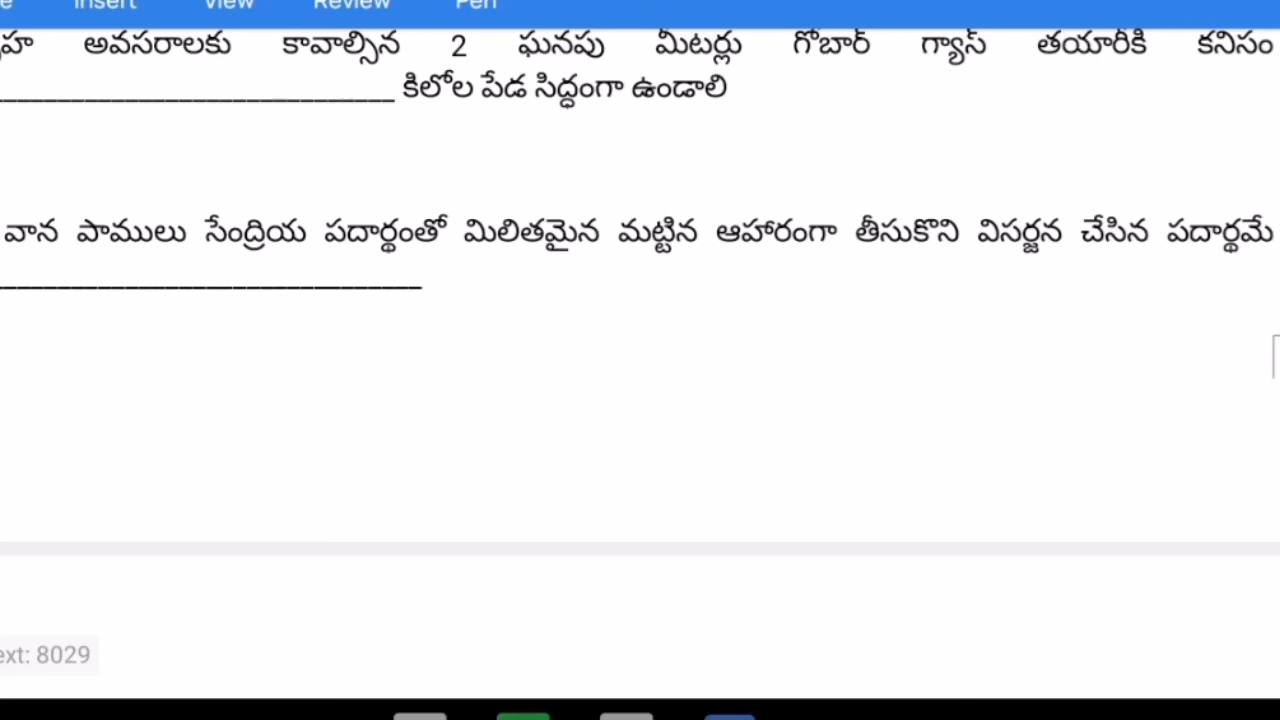 Insert View Review Pen
అవసరాలకు కావాల్సిన 2 ఘనపు మీటర్లు గోబార్ గ్యాస్ తయారీకి కనీసం
______________________________ కిలోల పేడ సిద్ధంగా ఉండాలి
వాన పాములు సేంద్రియ పదార్థంతో మిలితమైన మట్టిన ఆహారంగా తీసుకొని విసర్జన చేసిన పదార్థమే
________________________________
ext: 8029